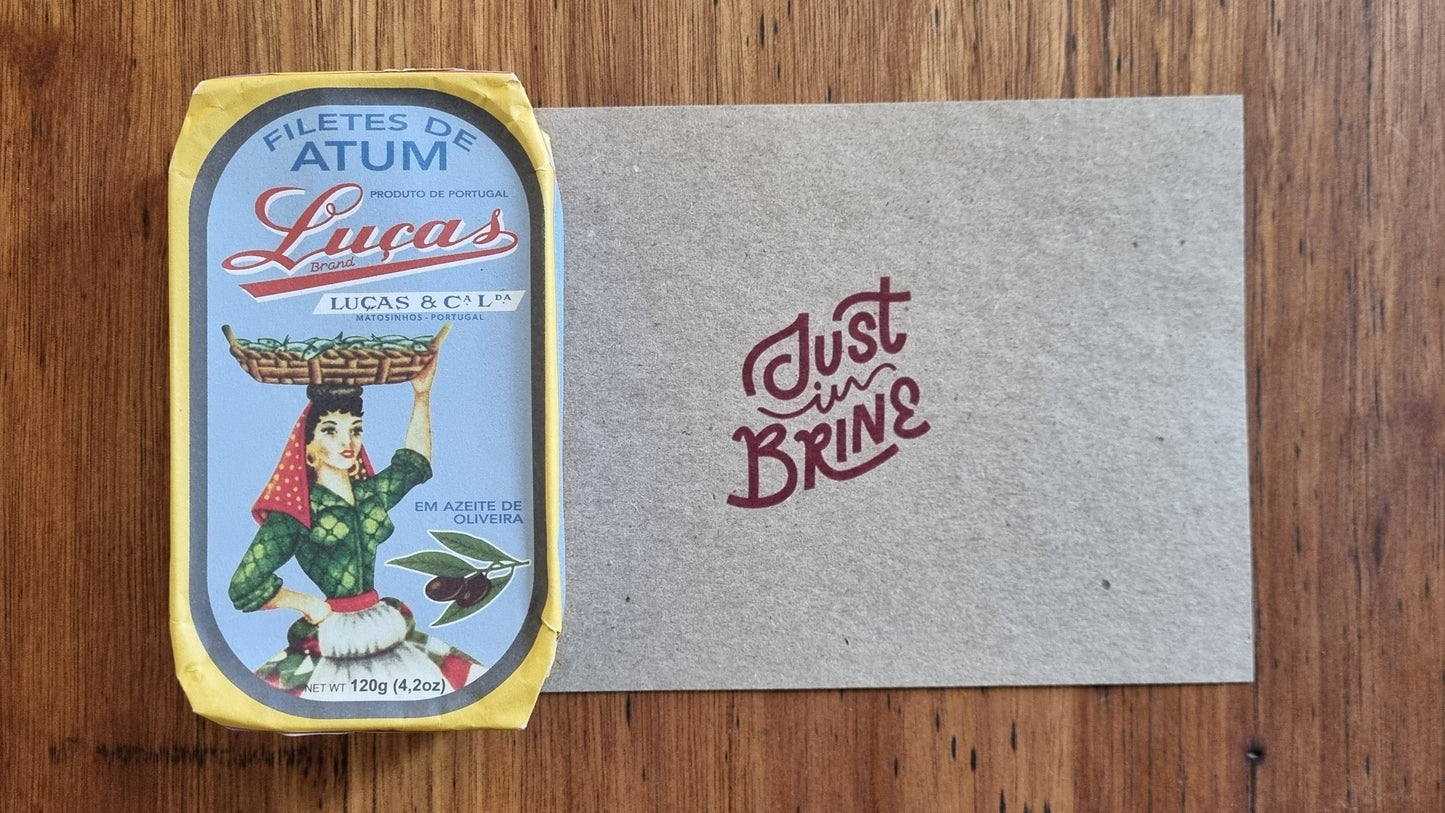 FILETES DE
ATUM
PRODUTO DE PORTUGAL
Luças
Brand
LUÇAS & Cᴬ. Lᴰᴬ.
MATOSINHOS - PORTUGAL
EM AZEITE DE
OLIVEIRA
NET WT 120g (4,2oz)
Just
in
BRINE